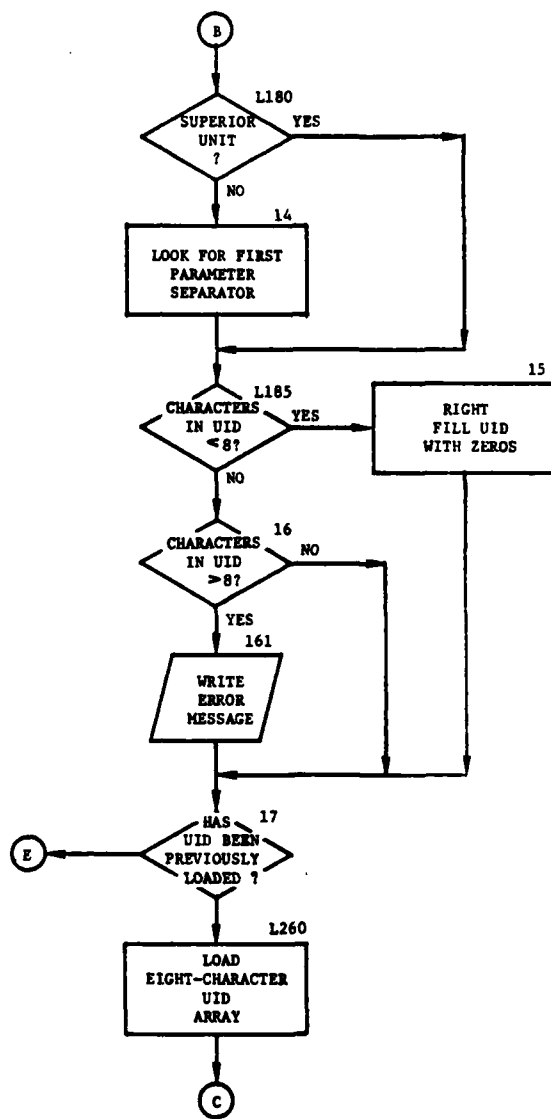 B
L180
SUPERIOR
UNIT
?
YES
NO
14
LOOK FOR FIRST
PARAMETER
SEPARATOR
L185
CHARACTERS
IN UID
<8?
YES
NO
15
RIGHT
FILL UID
WITH ZEROS
16
CHARACTERS
IN UID
>8?
NO
YES
161
WRITE
ERROR
MESSAGE
17
HAS
UID BEEN
PREVIOUSLY
LOADED ?
E
L260
LOAD
EIGHT-CHARACTER
UID
ARRAY
C